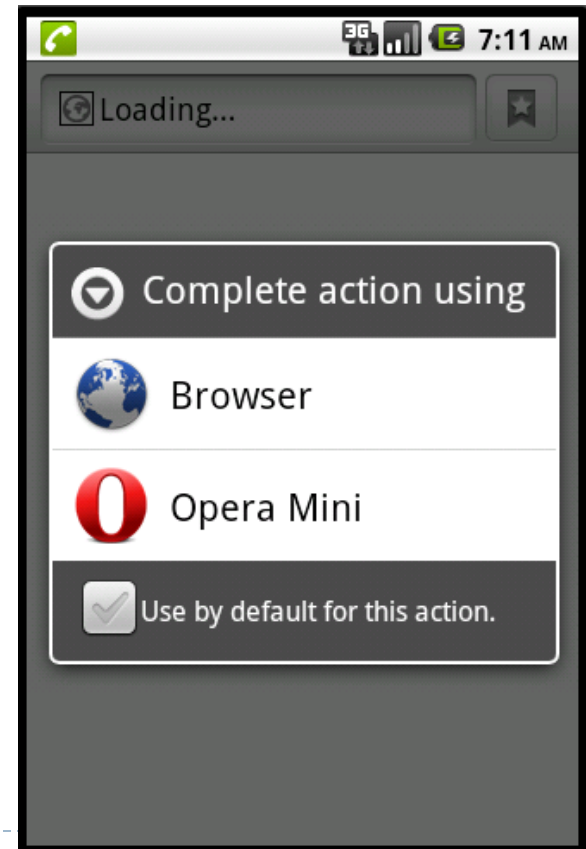 3G 7:11 AM
Loading...
Complete action using
Browser
Opera Mini
Use by default for this action.